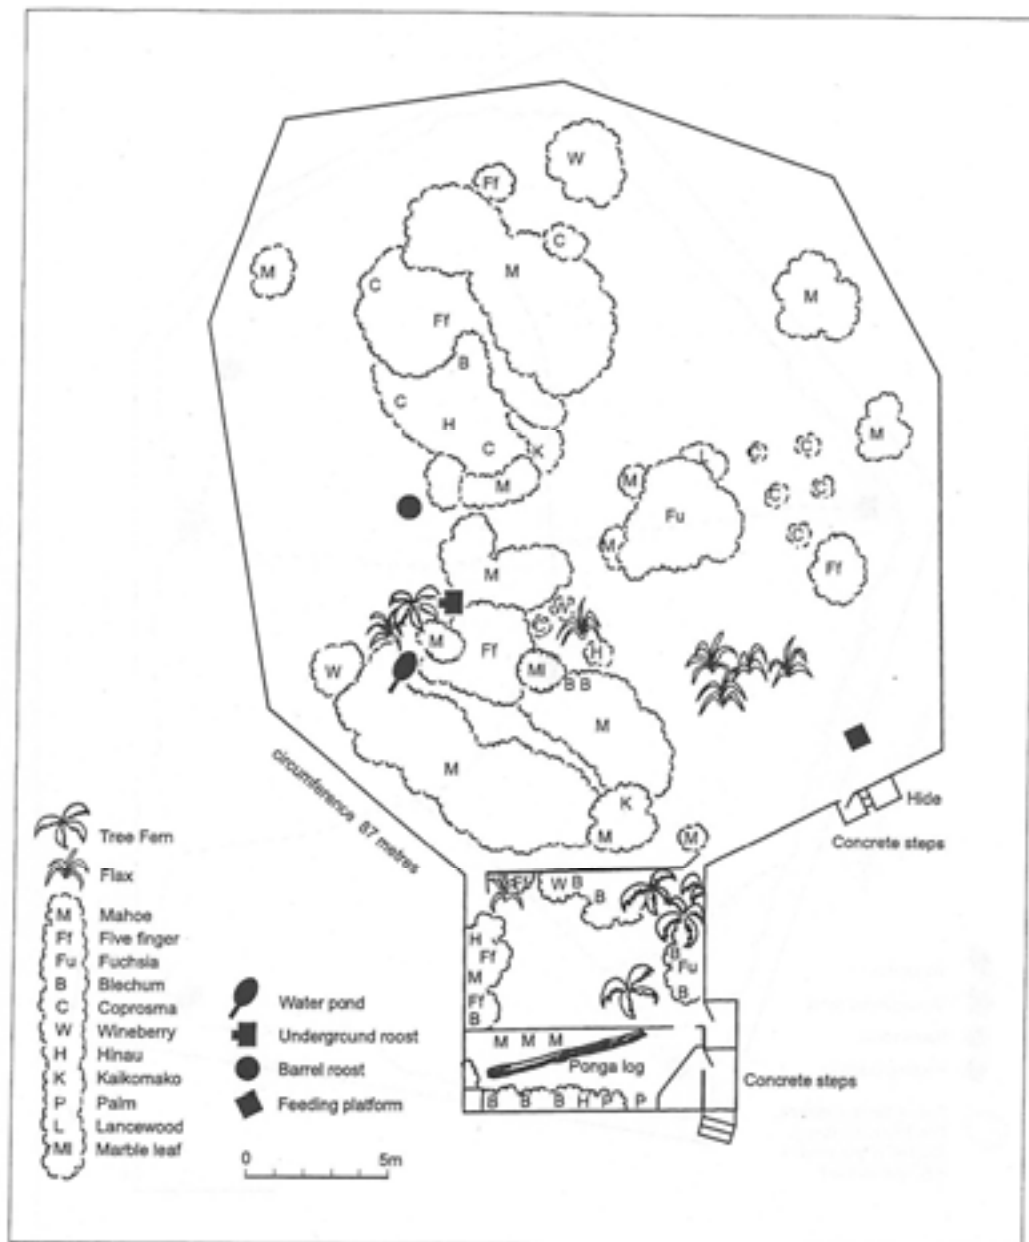 W
Ff
C
M
M
C
M
Ff
B
C
M
H
C
K
L
C
C
M
M
C
C
Fu
C
M
Ff
M
C
M
Ff
H
W
Ml
B B
M
M
K
M
M
circumference 87 metres
Hide
Concrete steps
Tree Fern
Flax
M Mahoe
Ff Five finger
Fu Fuchsia
B Blechum
C Coprosma
W Wineberry
H Hinau
K Kaikomako
P Palm
L Lancewood
Ml Marble leaf
Water pond
Underground roost
Barrel roost
Feeding platform
0 5m
W B
B
H
Ff
M
Ff
B
B
Fu
B
M M M
Ponga log
B B B H P P
Concrete steps